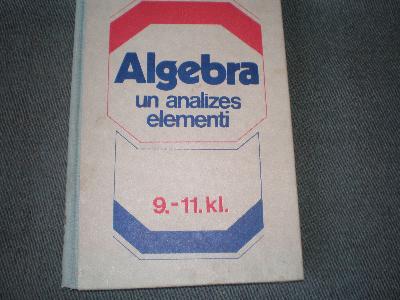 Algebra
un analizes
elementi
9.-11. kl.